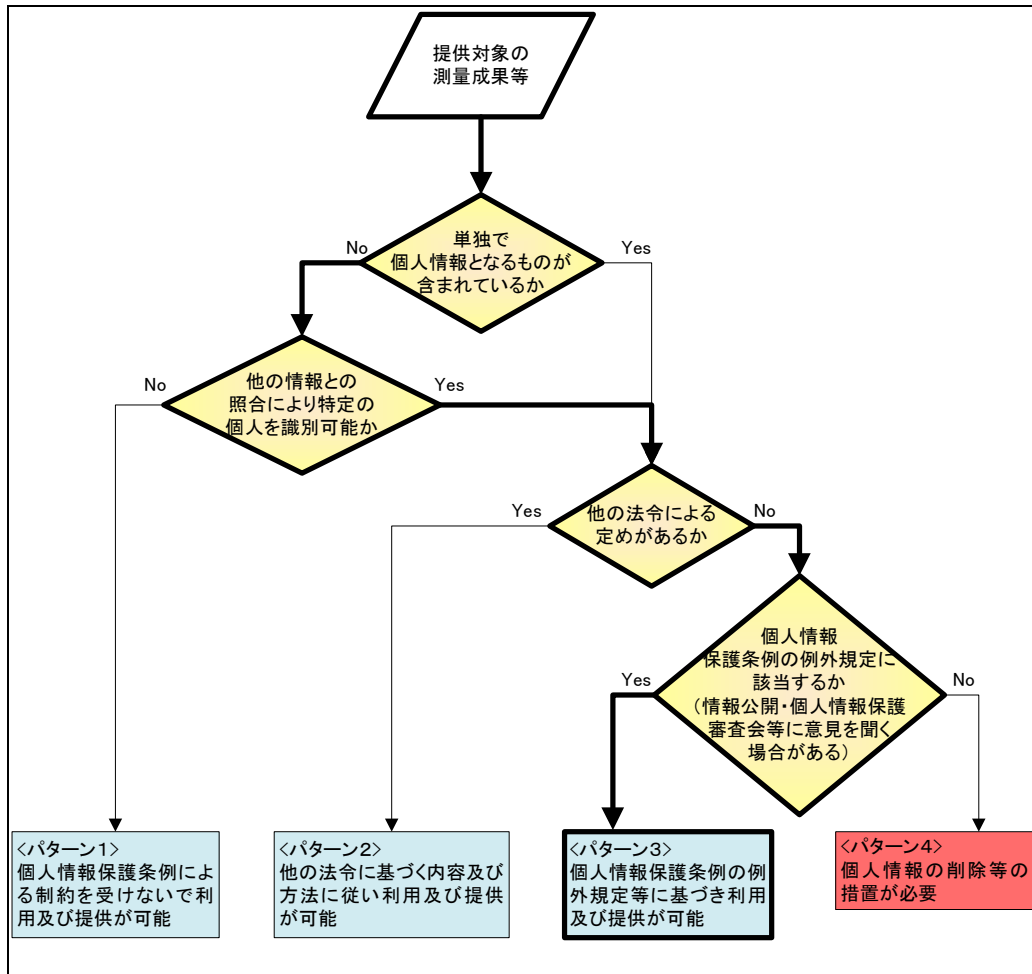 提供対象の
測量成果等
No
単独で
個人情報となるものが
含まれているか
Yes
No
他の情報との
照合により特定の
個人を識別可能か
Yes
Yes
他の法令による
定めがあるか
No
Yes
個人情報
保護条例の例外規定に
該当するか
（情報公開・個人情報保護
審査会等に意見を聞く
場合がある）
No
<パターン１>
個人情報保護条例によ
る制約を受けないで利
用及び提供が可能
<パターン２>
他の法令に基づく内容及び
方法に従い利用及び提供
が可能
<パターン３>
個人情報保護条例の例
外規定等に基づき利用
及び提供が可能
<パターン４>
個人情報の削除等の
措置が必要